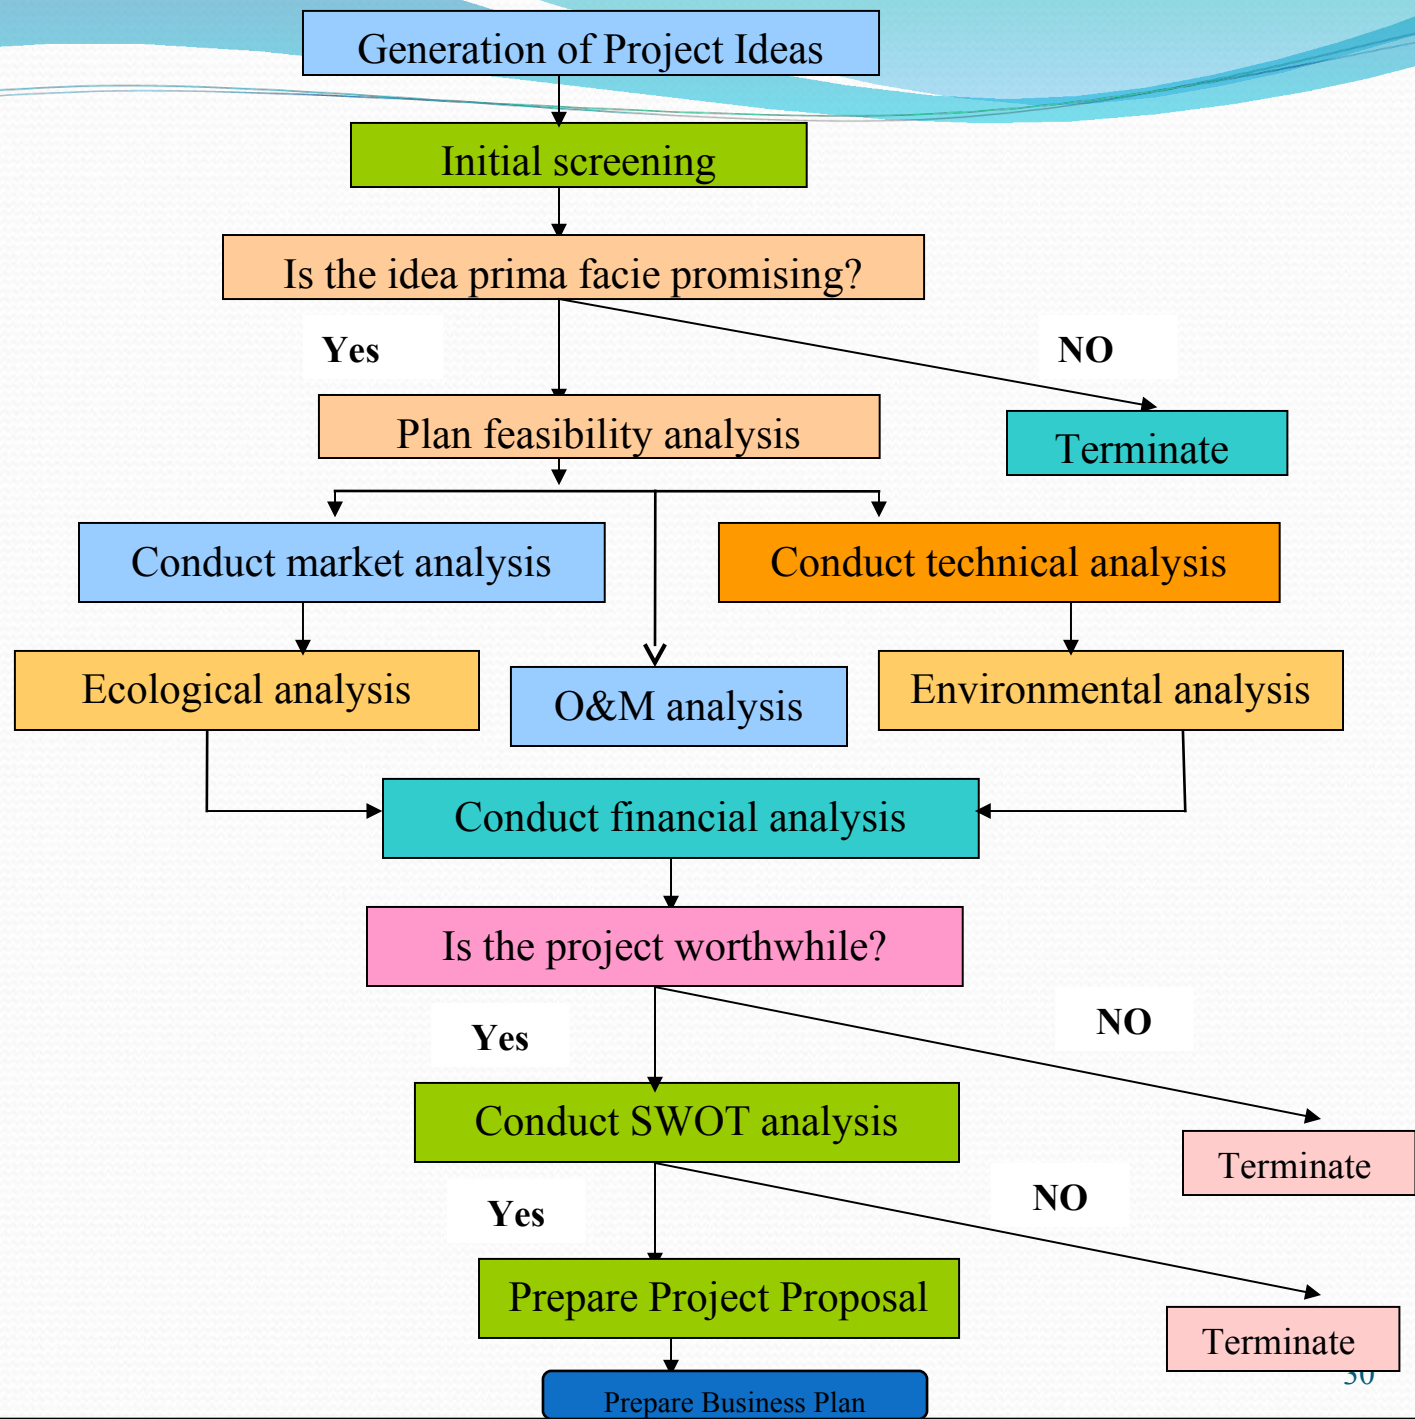 Generation of Project Ideas
Initial screening
Is the idea prima facie promising?
Yes
NO
Plan feasibility analysis
Terminate
Conduct market analysis
Conduct technical analysis
Ecological analysis
O&M analysis
Environmental analysis
Conduct financial analysis
Is the project worthwhile?
Yes
NO
Conduct SWOT analysis
Terminate
Yes
NO
Prepare Project Proposal
Terminate
30
Prepare Business Plan